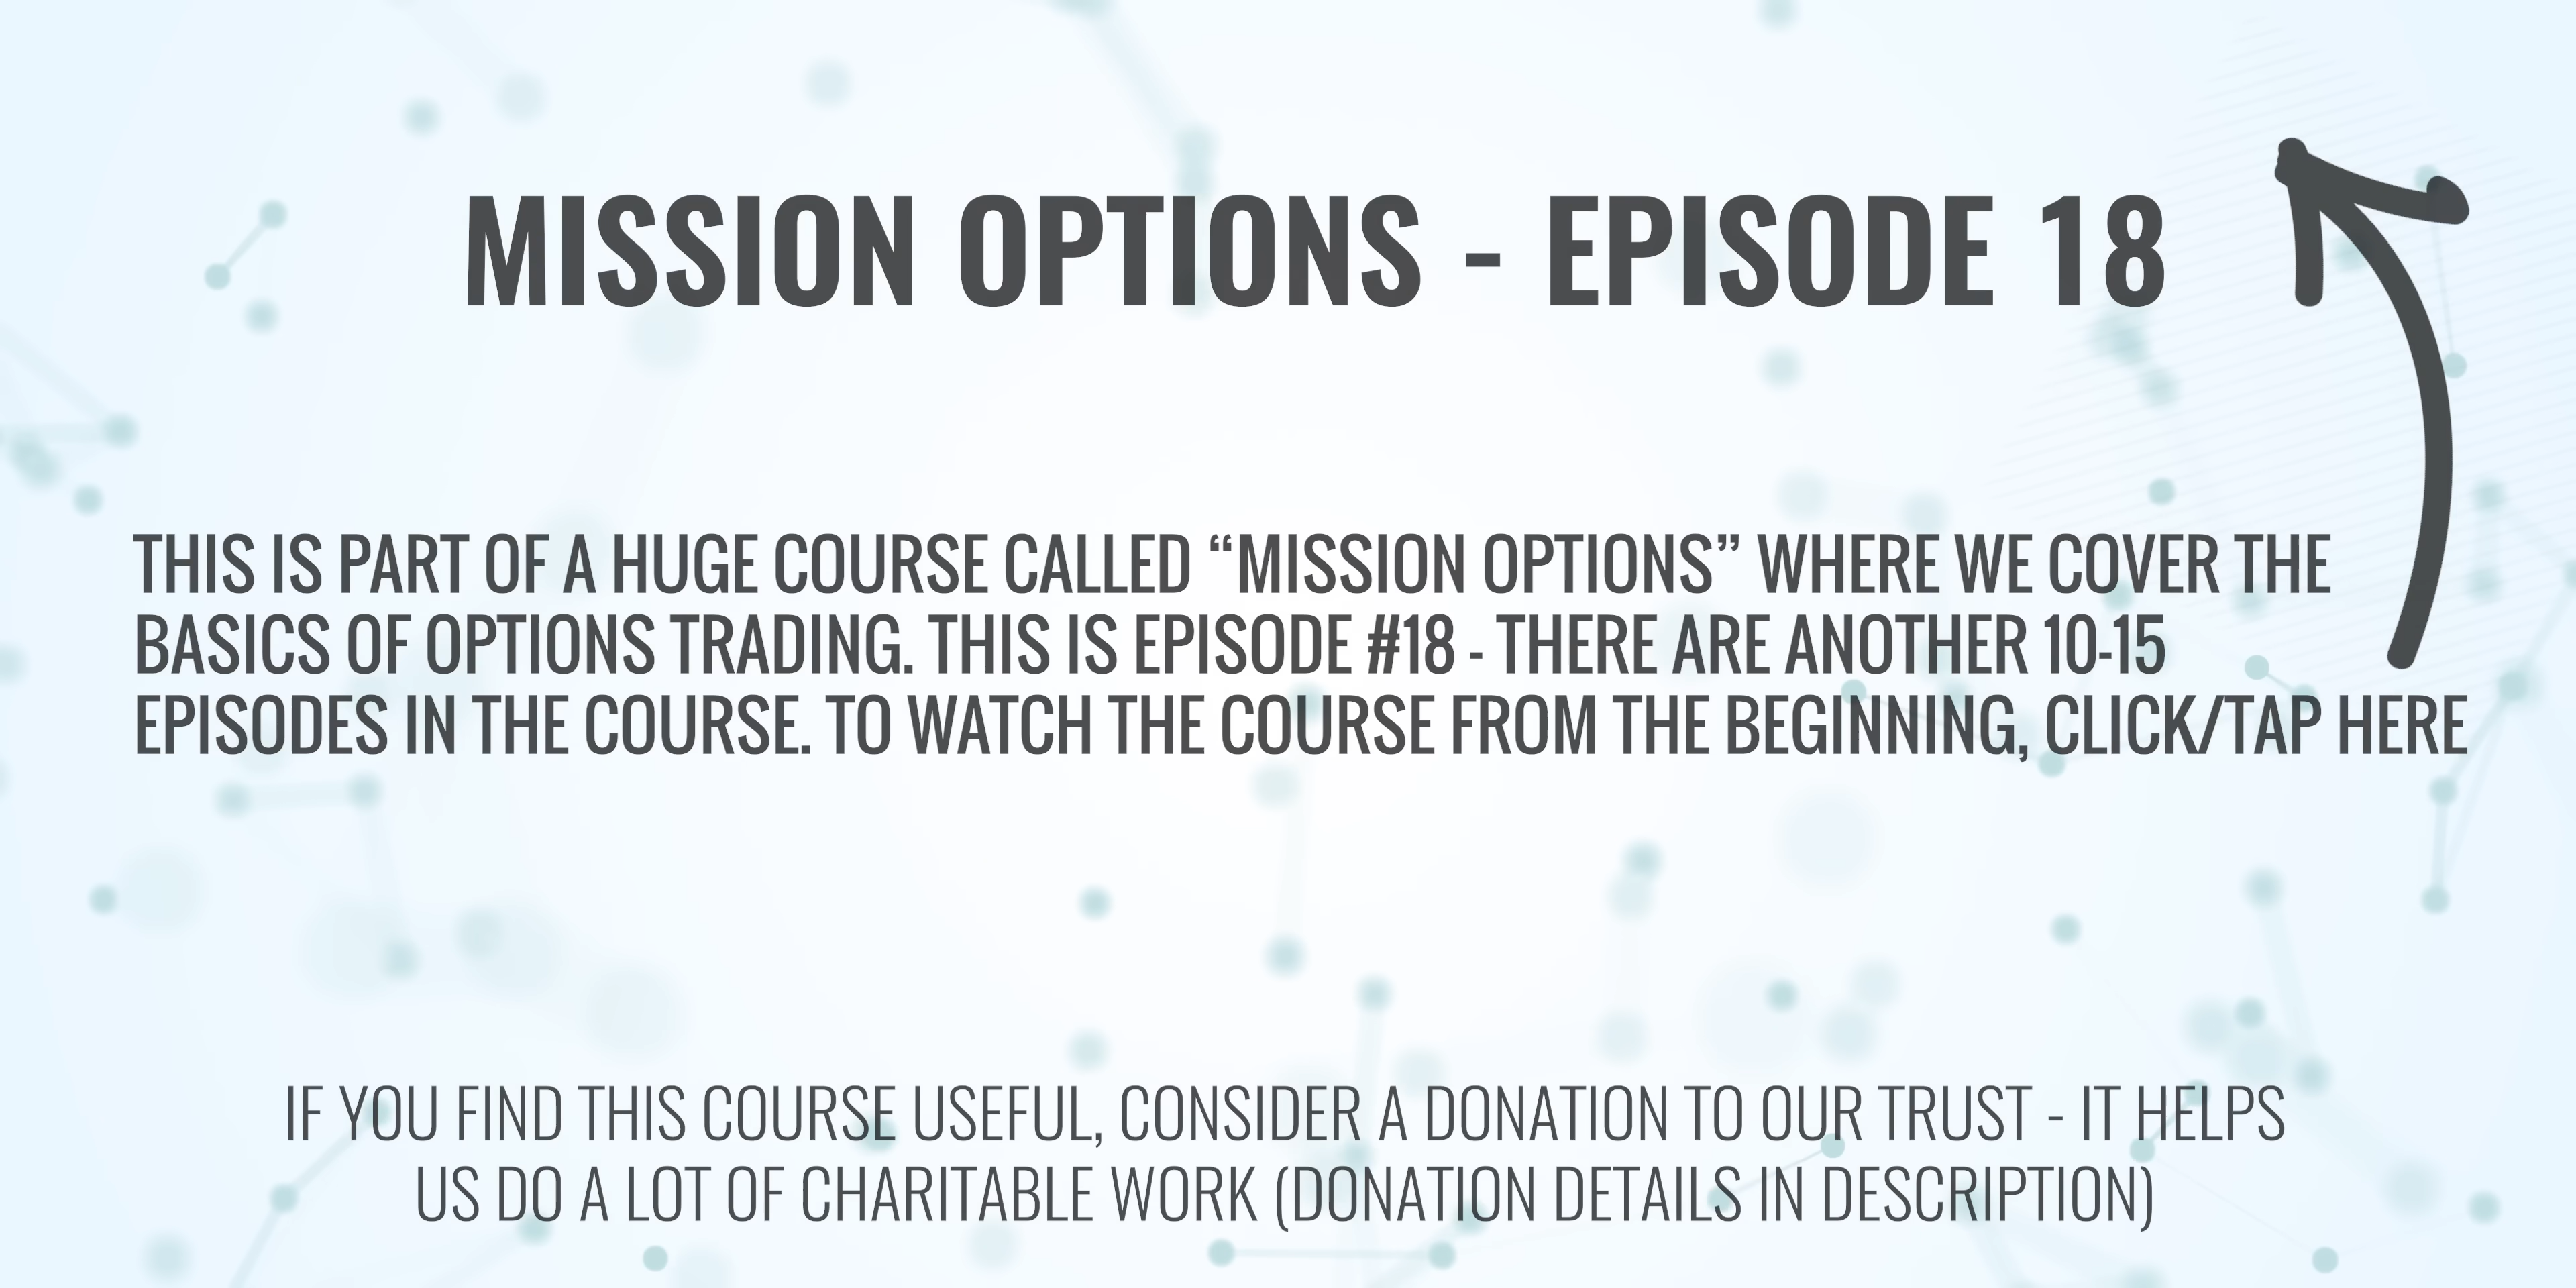 MISSION OPTIONS - EPISODE 18
THIS IS PART OF A HUGE COURSE CALLED “MISSION OPTIONS” WHERE WE COVER THE
BASICS OF OPTIONS TRADING. THIS IS EPISODE #18 - THERE ARE ANOTHER 10-15
EPISODES IN THE COURSE. TO WATCH THE COURSE FROM THE BEGINNING, CLICK/TAP HERE
IF YOU FIND THIS COURSE USEFUL, CONSIDER A DONATION TO OUR TRUST - IT HELPS
US DO A LOT OF CHARITABLE WORK (DONATION DETAILS IN DESCRIPTION)